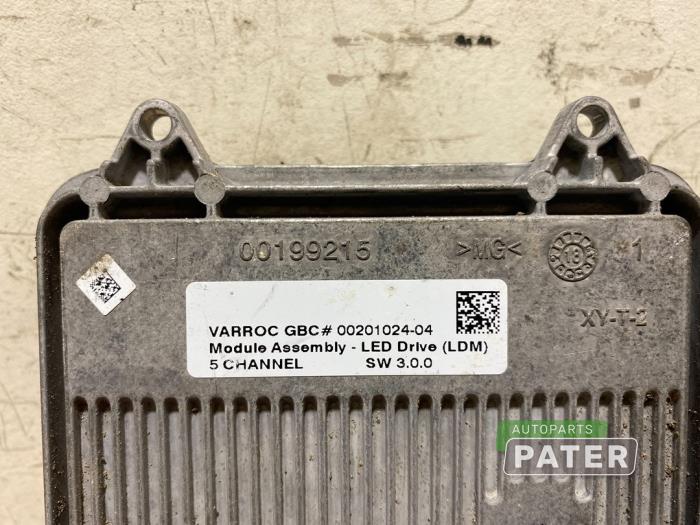 00199215 >MG< 18 1
XY-T-2
VARROC GBC# 00201024-04
Module Assembly - LED Drive (LDM)
5 CHANNEL SW 3.0.0
AUTOPARTS
PATER